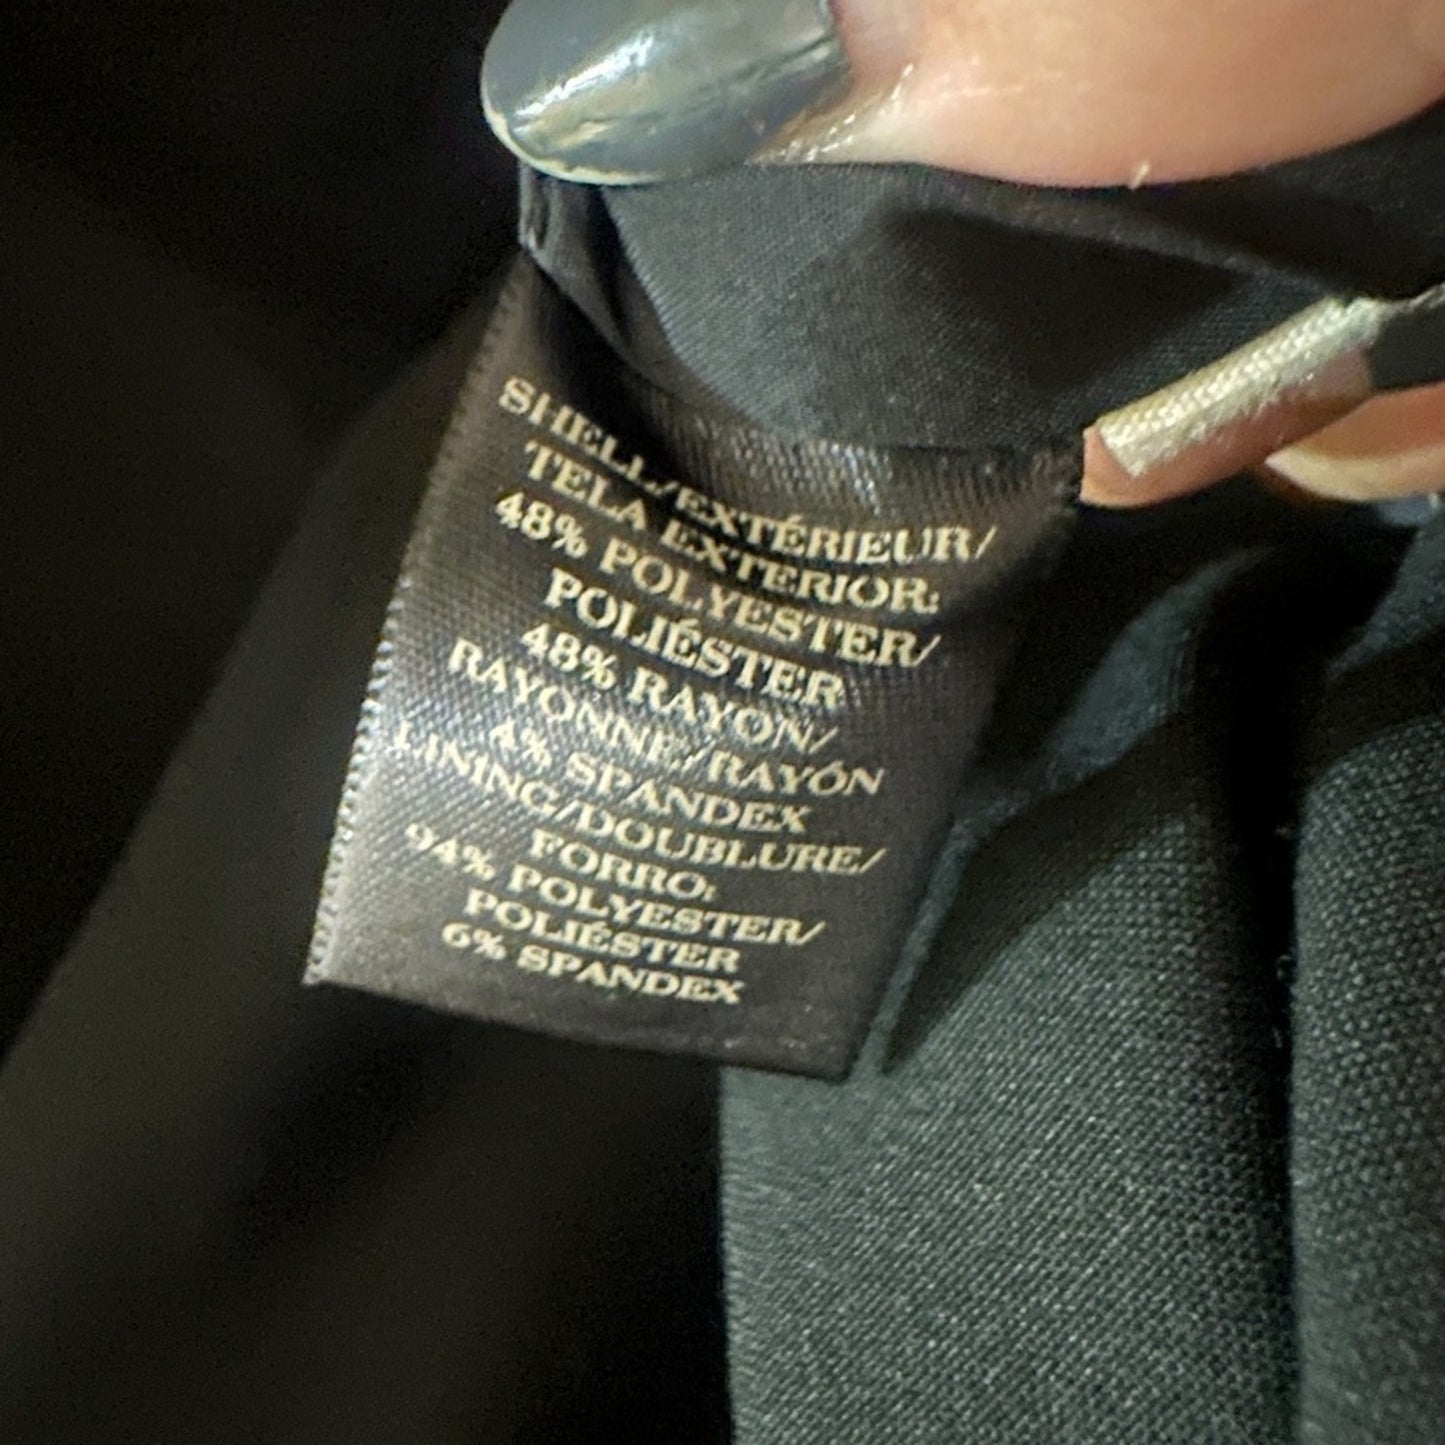 SHELL/EXTÉRIEUR/
TELA EXTERIOR:
48% POLYESTER/
POLIÉSTER
48% RAYON/
RAYONNE/RAYÓN
4% SPANDEX
LINING/DOUBLURE/
FORRO:
94% POLYESTER/
POLIÉSTER
6% SPANDEX